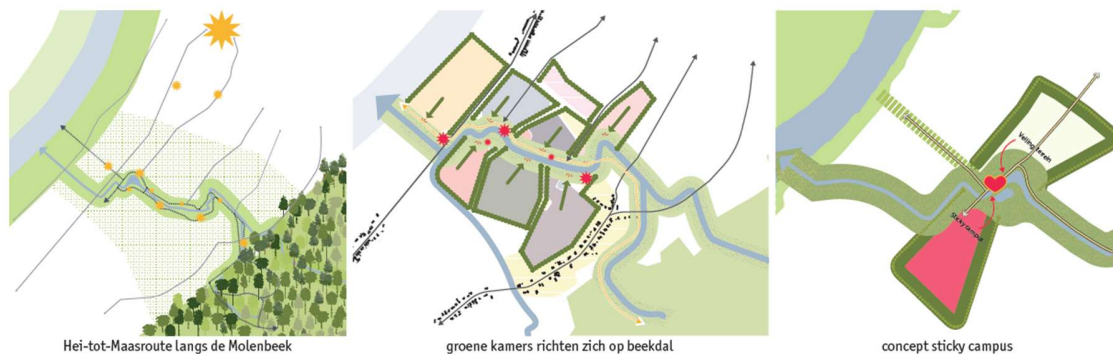 Veiling terrein
Sticky campus
Hei-tot-Maasroute langs de Molenbeek
groene kamers richten zich op beekdal
concept sticky campus